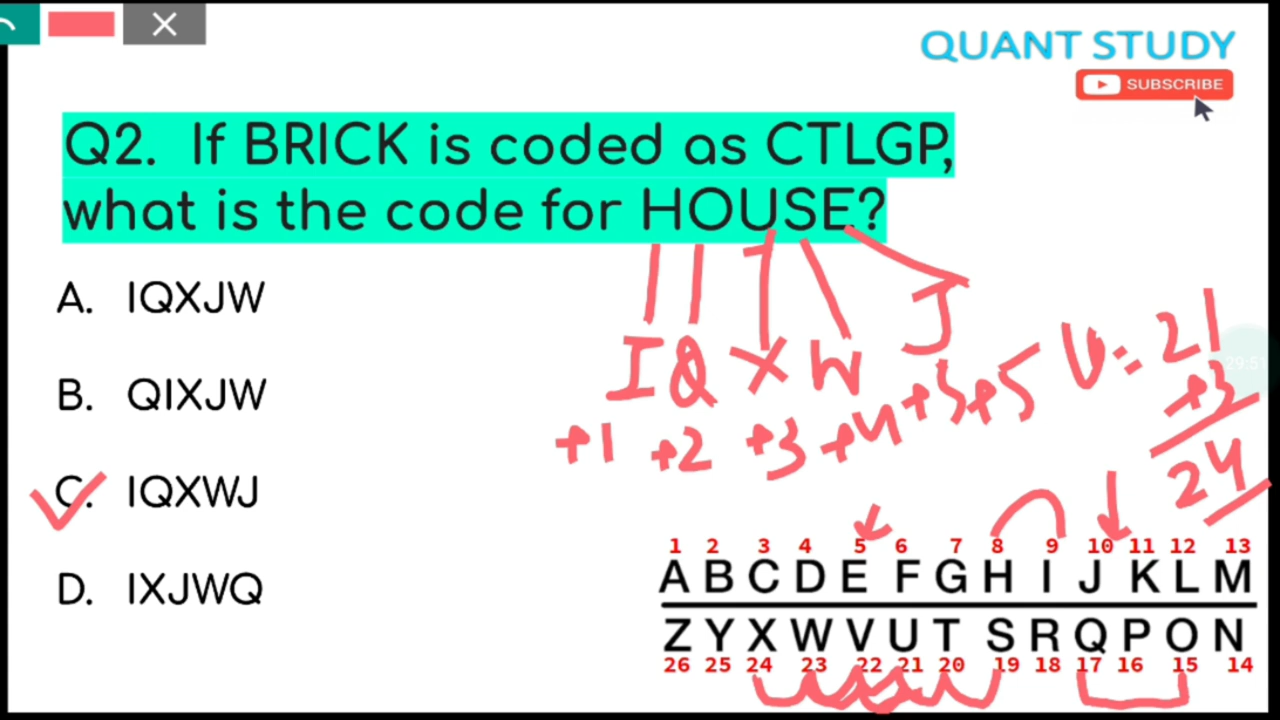 QUANT STUDY
SUBSCRIBE
Q2. If BRICK is coded as CTLGP,
what is the code for HOUSE?
A. IQXJW
B. QIXJW
C. IQXWJ
D. IXJWQ
I Q X W J
+1 +2 +3 +4 +5
U = 21
+3
24
29:51
1 2 3 4 5 6 7 8 9 10 11 12 13
A B C D E F G H I J K L M
Z Y X W V U T S R Q P O N
26 25 24 23 22 21 20 19 18 17 16 15 14